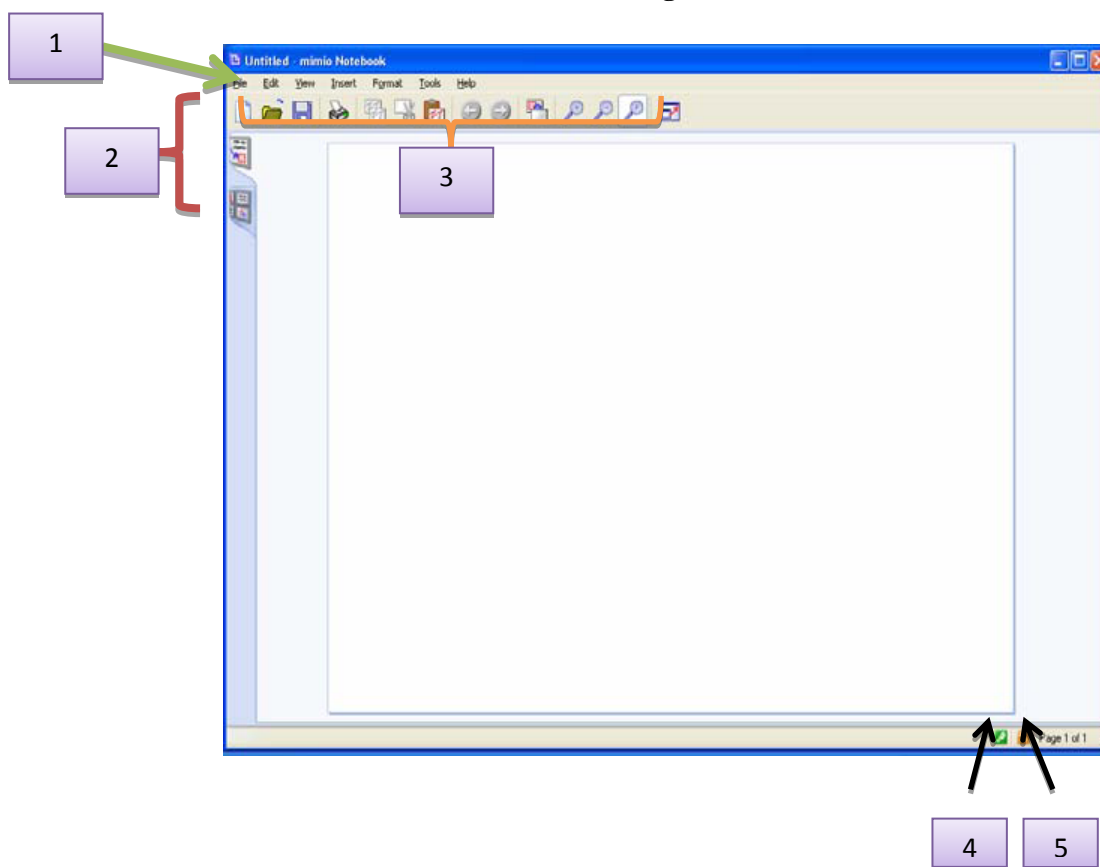 1
Untitled - mimio Notebook
File Edit View Insert Format Tools Help
2
3
Page 1 of 1
4 5